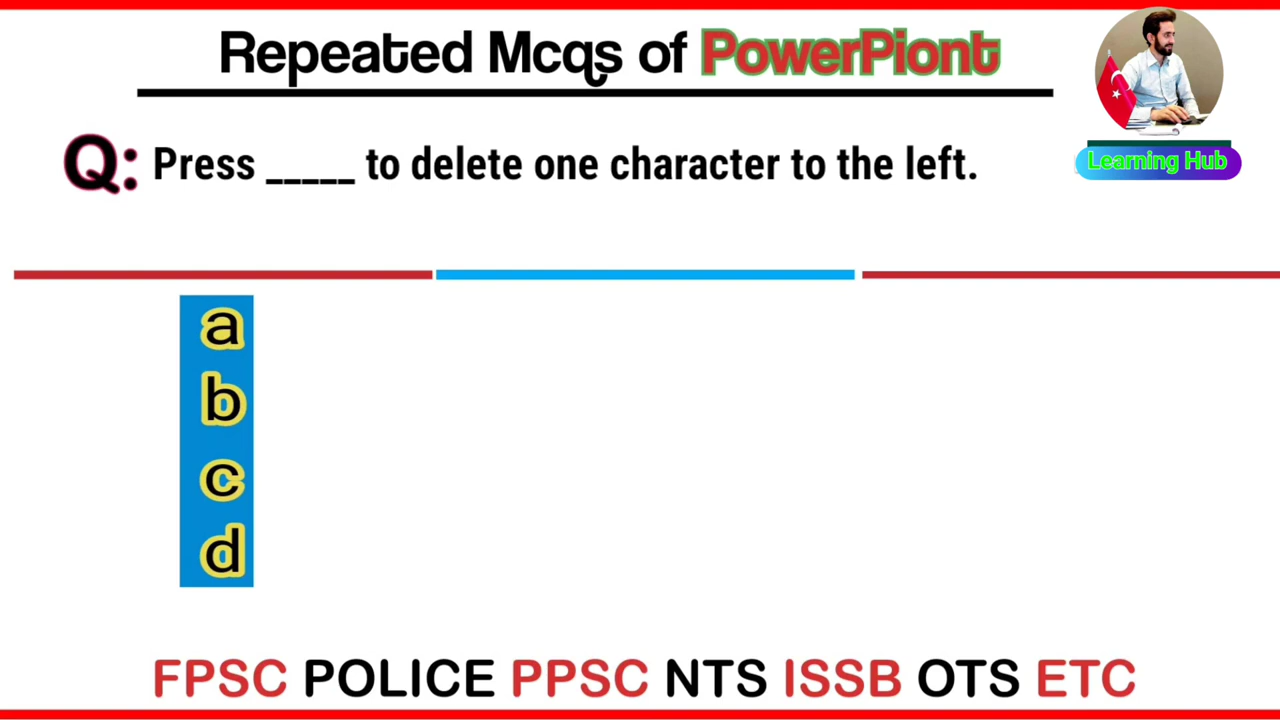 Repeated Mcqs of PowerPiont
Learning Hub
Q: Press _____ to delete one character to the left.
a
b
c
d
FPSC POLICE PPSC NTS ISSB OTS ETC